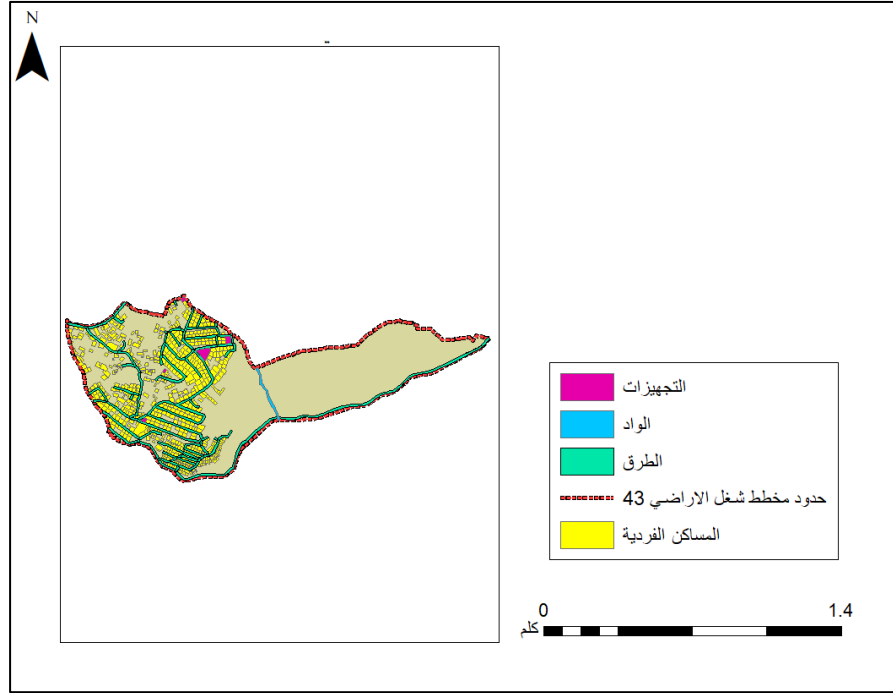 N
التجهيزات
الواد
الطرق
حدود مخطط شغل الاراضي 43
المساكن الفردية
0 1.4
كلم